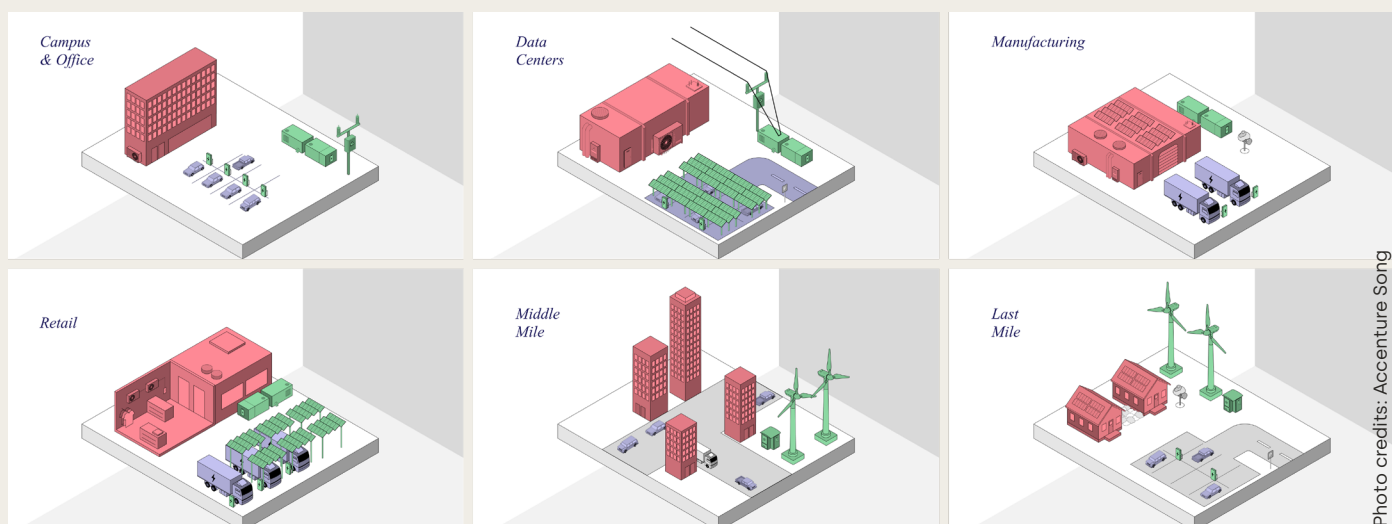 Campus
& Office
Data
Centers
Manufacturing
Retail
Middle
Mile
Last
Mile
Photo credits: Accenture Song